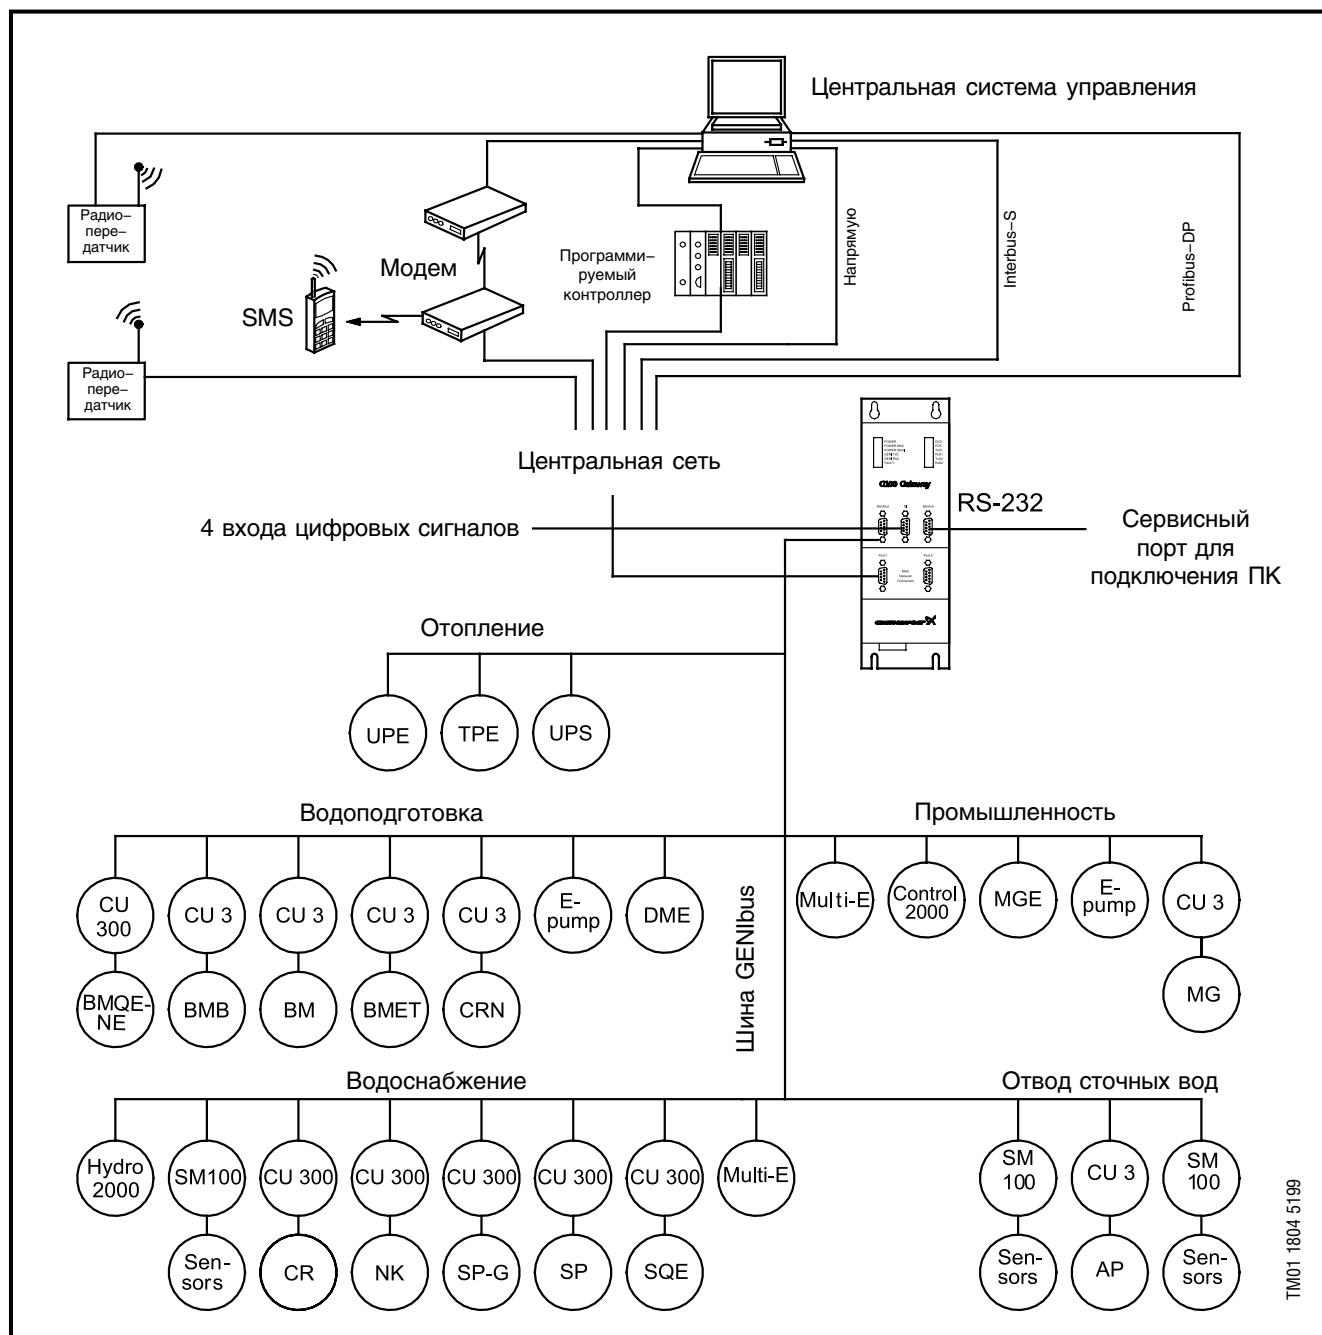 Центральная система управления
Радио–
пере–
датчик
Модем
SMS
Программи–
руемый
контроллер
Напрямую
Interbus–S
Profibus–DP
Радио–
пере–
датчик
Центральная сеть
G100 Gateway
RS-232
4 входа цифровых сигналов
Сервисный
порт для
подключения ПК
Отопление
UPE
TPE
UPS
Водоподготовка
Промышленность
CU
300
CU 3
CU 3
CU 3
CU 3
E-
pump
DME
Multi-E
Control
2000
MGE
E-
pump
CU 3
BMQE-
NE
BMB
BM
BMET
CRN
MG
Шина GENIbus
Водоснабжение
Отвод сточных вод
Hydro
2000
SM100
CU 300
CU 300
CU 300
CU 300
CU 300
Multi-E
SM
100
CU 3
SM
100
Sen-
sors
CR
NK
SP-G
SP
SQE
Sen-
sors
AP
Sen-
sors
TM01 1804 5199